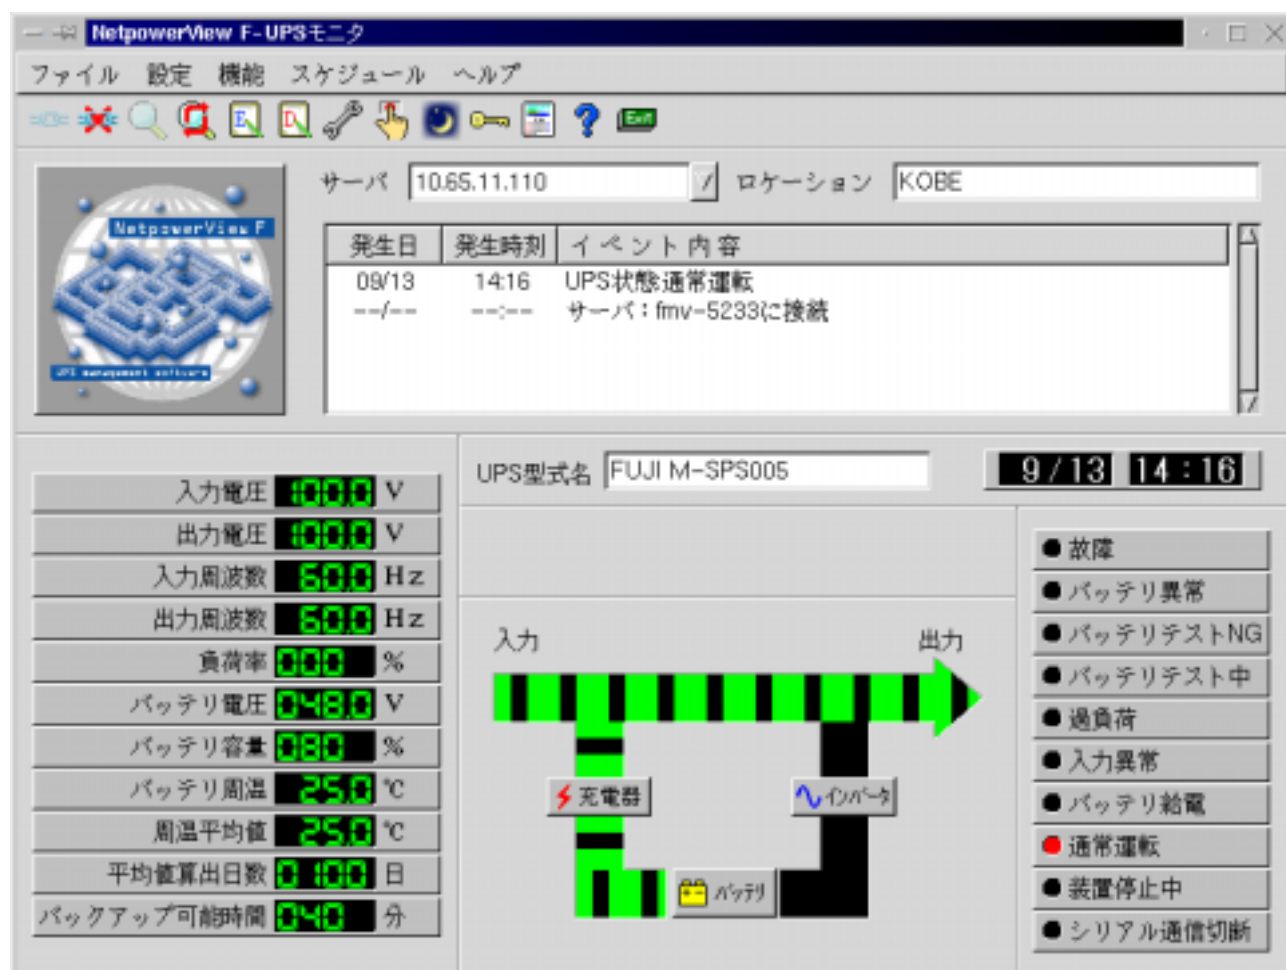 NetpowerView F-UPSモニタ
ファイル 設定 機能 スケジュール ヘルプ
E D Exit
サーバ 10.65.11.110 ロケーション KOBE
NetpowerView F
UPS management software
発生日 発生時刻 イベント内容
09/13 14:16 UPS状態:通常運転
--/-- --:-- サーバ：fmv-5233に接続
UPS型式名 FUJI M-SPS005 9/13 14:16
入力電圧 100.0 V
出力電圧 100.0 V
入力周波数 60.0 Hz
出力周波数 60.0 Hz
負荷率 000 %
バッテリ電圧 048.0 V
バッテリ容量 080 %
バッテリ周温 25.0 ℃
周温平均値 25.0 ℃
平均値算出日数 0100 日
バックアップ可能時間 040 分
入力 出力
充電器 インバータ
バッテリ
故障
バッテリ異常
バッテリテストNG
バッテリテスト中
過負荷
入力異常
バッテリ給電
通常運転
装置停止中
シリアル通信切断